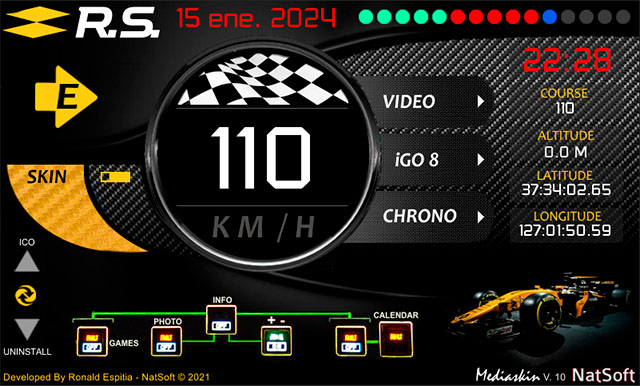 R.S.
15 ene. 2024
22:28
E
110
KM/H
VIDEO
iGO 8
CHRONO
COURSE
110
ALTITUDE
0.0 M
LATITUDE
37:34:02.65
LONGITUDE
127:01:50.59
SKIN
ICO
UNINSTALL
GAMES
PHOTO
INFO
+ -
CALENDAR
Developed By Ronald Espitia - NatSoft © 2021
Mediaskin V. 10 NatSoft